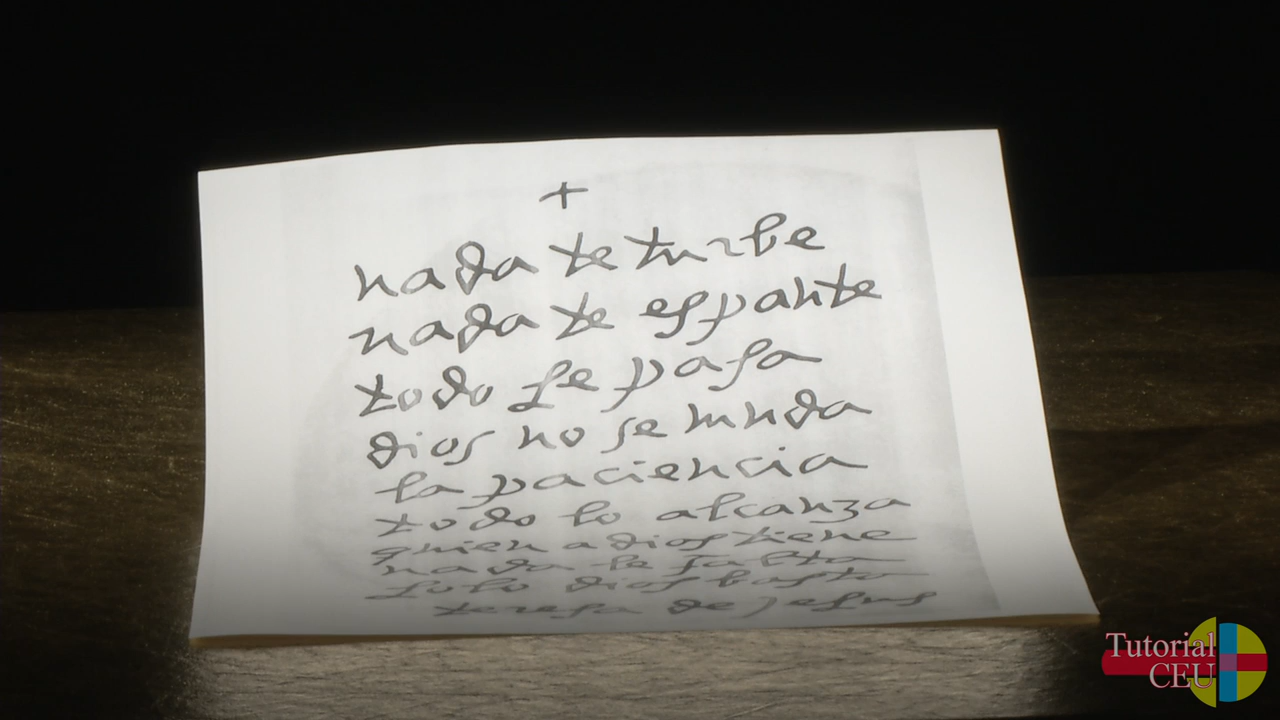 +
nada te turbe
nada te espante
todo se pasa
dios no se muda
la paciencia
todo lo alcanza
quien a dios tiene
nada le falta
solo dios basta
teresa de jesus
Tutorial
CEU